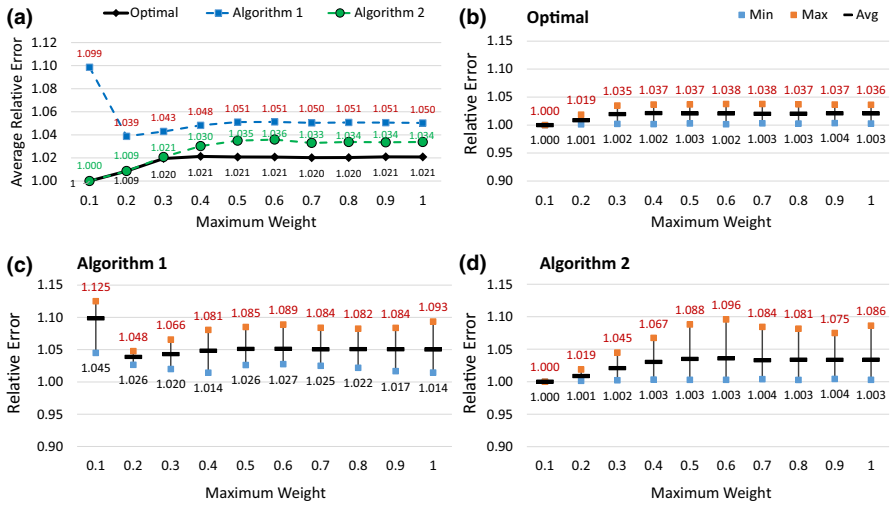 (a)
Optimal Algorithm 1 Algorithm 2
Average Relative Error
1.12
1.10
1.08
1.06
1.04
1.02
1.00
1.099 1.039 1.043 1.048 1.051 1.051 1.050 1.051 1.051 1.050
1.000 1.009 1.021 1.030 1.035 1.036 1.033 1.034 1.034 1.034
1 1.009 1.020 1.021 1.021 1.021 1.020 1.020 1.021 1.021
0.1 0.2 0.3 0.4 0.5 0.6 0.7 0.8 0.9 1
Maximum Weight
(b)
Optimal
Min Max Avg
Relative Error
1.15
1.10
1.05
1.00
0.95
0.90
1.000 1.019 1.035 1.037 1.037 1.038 1.038 1.037 1.037 1.036
1.000 1.001 1.002 1.002 1.003 1.002 1.003 1.003 1.004 1.003
0.1 0.2 0.3 0.4 0.5 0.6 0.7 0.8 0.9 1
Maximum Weight
(c)
Algorithm 1
Relative Error
1.15
1.10
1.05
1.00
0.95
0.90
1.125 1.048 1.066 1.081 1.085 1.089 1.084 1.082 1.084 1.093
1.045 1.026 1.020 1.014 1.026 1.027 1.025 1.022 1.017 1.014
0.1 0.2 0.3 0.4 0.5 0.6 0.7 0.8 0.9 1
Maximum Weight
(d)
Algorithm 2
Relative Error
1.15
1.10
1.05
1.00
0.95
0.90
1.000 1.019 1.045 1.067 1.088 1.096 1.084 1.081 1.075 1.086
1.000 1.001 1.002 1.003 1.003 1.003 1.004 1.003 1.004 1.003
0.1 0.2 0.3 0.4 0.5 0.6 0.7 0.8 0.9 1
Maximum Weight